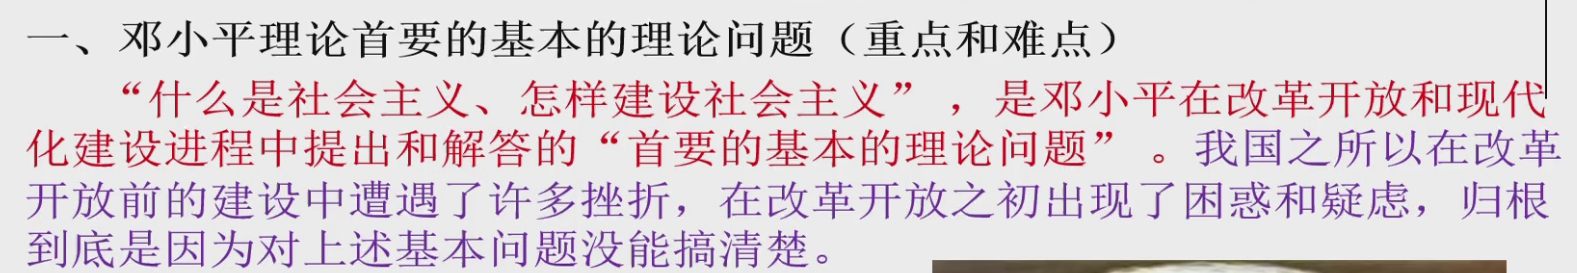 一、邓小平理论首要的基本的理论问题（重点和难点）
“什么是社会主义、怎样建设社会主义”，是邓小平在改革开放和现代
化建设进程中提出和解答的“首要的基本的理论问题”。我国之所以在改革
开放前的建设中遭遇了许多挫折，在改革开放之初出现了困惑和疑虑，归根
到底是因为对上述基本问题没能搞清楚。